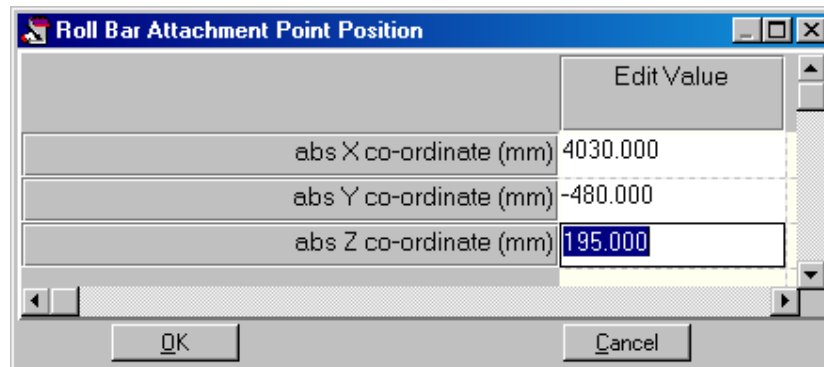 Roll Bar Attachment Point Position
Edit Value
abs X co-ordinate (mm) 4030.000
abs Y co-ordinate (mm) -480.000
abs Z co-ordinate (mm) 195.000
OK Cancel